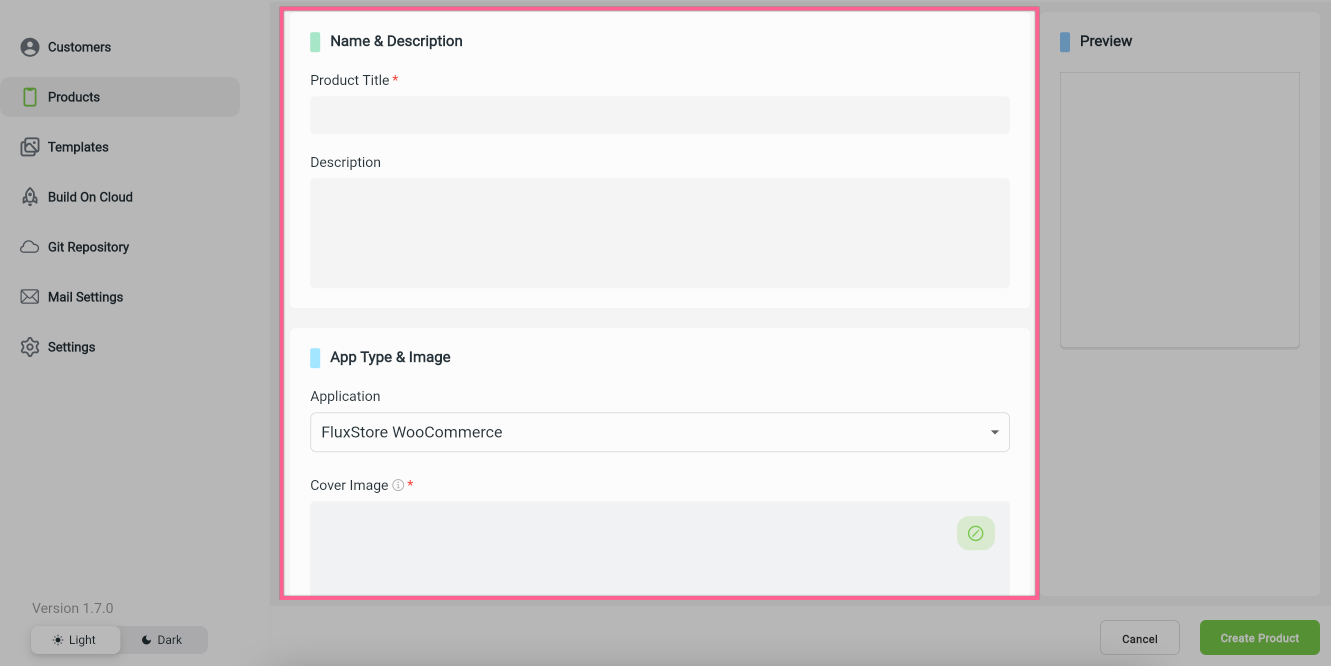 Customers
Products
Templates
Build On Cloud
Git Repository
Mail Settings
Settings
Version 1.7.0
Light
Dark
Name & Description
Product Title *
Description
App Type & Image
Application
FluxStore WooCommerce
Cover Image *
Preview
Cancel
Create Product